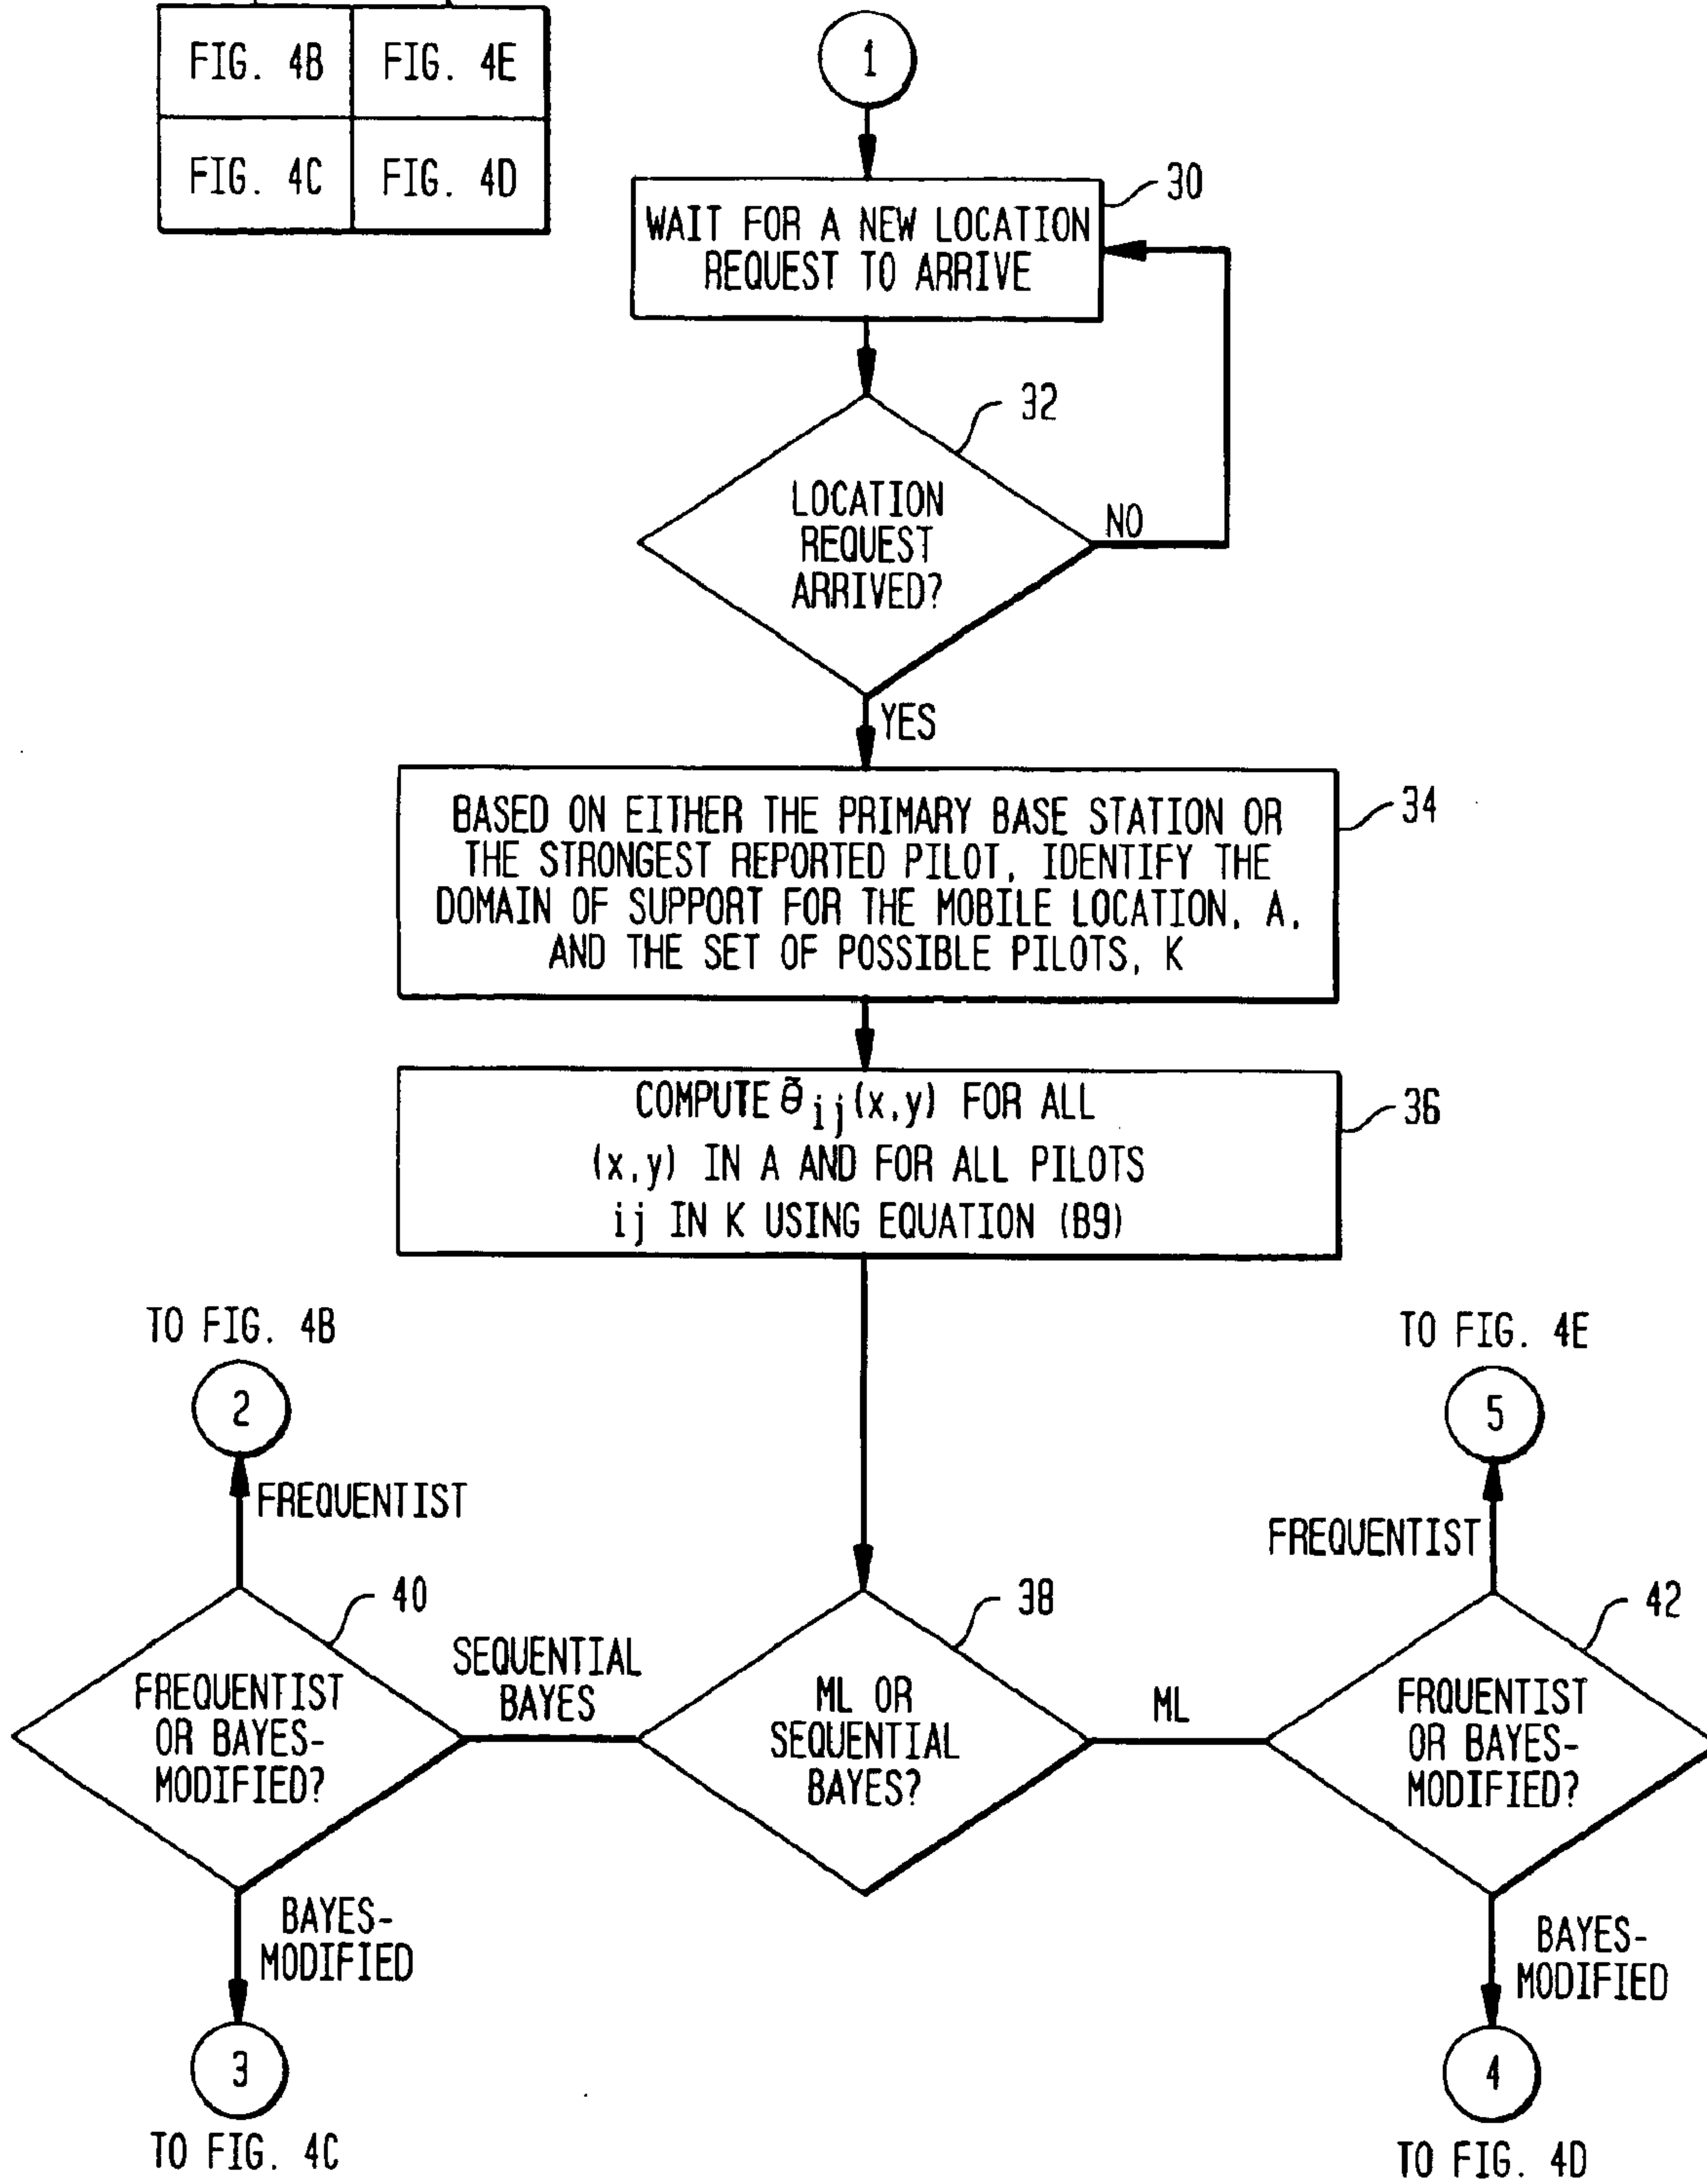 FIG. 4B FIG. 4E
FIG. 4C FIG. 4D
1
30
WAIT FOR A NEW LOCATION
REQUEST TO ARRIVE
32
LOCATION
REQUEST
ARRIVED?
NO
YES
34
BASED ON EITHER THE PRIMARY BASE STATION OR
THE STRONGEST REPORTED PILOT, IDENTIFY THE
DOMAIN OF SUPPORT FOR THE MOBILE LOCATION, A,
AND THE SET OF POSSIBLE PILOTS, K
36
COMPUTE θ̃ij(x,y) FOR ALL
(x,y) IN A AND FOR ALL PILOTS
ij IN K USING EQUATION (B9)
TO FIG. 4B
2
FREQUENTIST
40
FREQUENTIST
OR BAYES-
MODIFIED?
BAYES-
MODIFIED
3
TO FIG. 4C
SEQUENTIAL
BAYES
38
ML OR
SEQUENTIAL
BAYES?
ML
TO FIG. 4E
5
FREQUENTIST
42
FRQUENTIST
OR BAYES-
MODIFIED?
BAYES-
MODIFIED
4
TO FIG. 4D